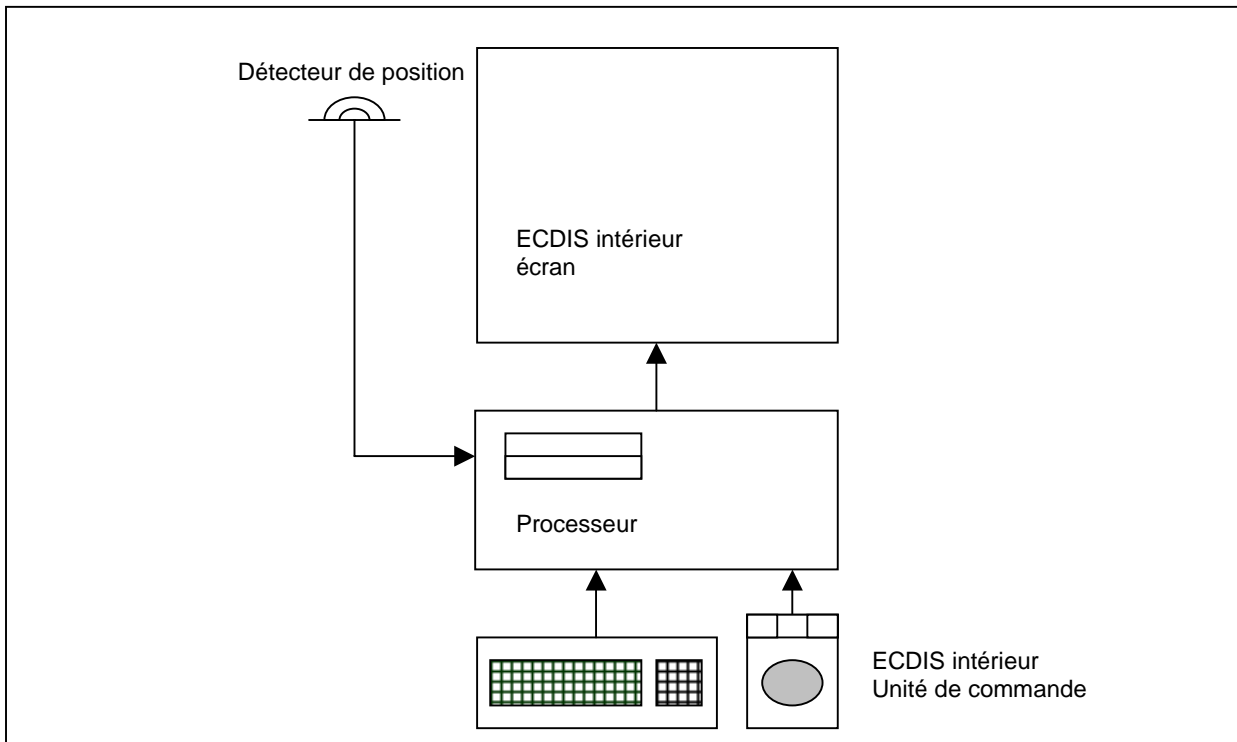 Détecteur de position
ECDIS intérieur
écran
Processeur
ECDIS intérieur
Unité de commande